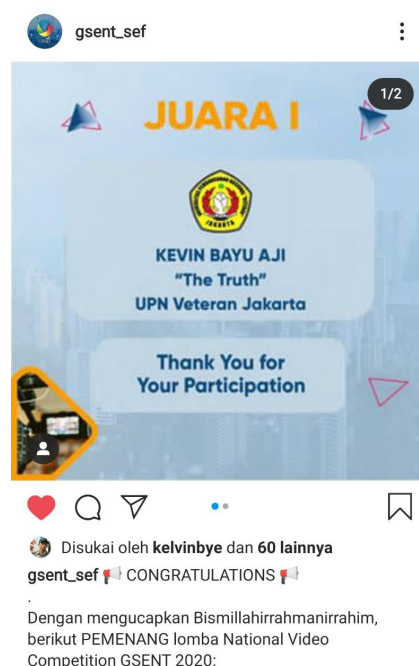 gsent_sef
1/2
JUARA I
JAKARTA
KEVIN BAYU AJI
"The Truth"
UPN Veteran Jakarta
Thank You for
Your Participation
Disukai oleh kelvinbye dan 60 lainnya
gsent_sef 📢 CONGRATULATIONS 📢
.
Dengan mengucapkan Bismillahirrahmanirrahim,
berikut PEMENANG lomba National Video
Competition GSENT 2020: